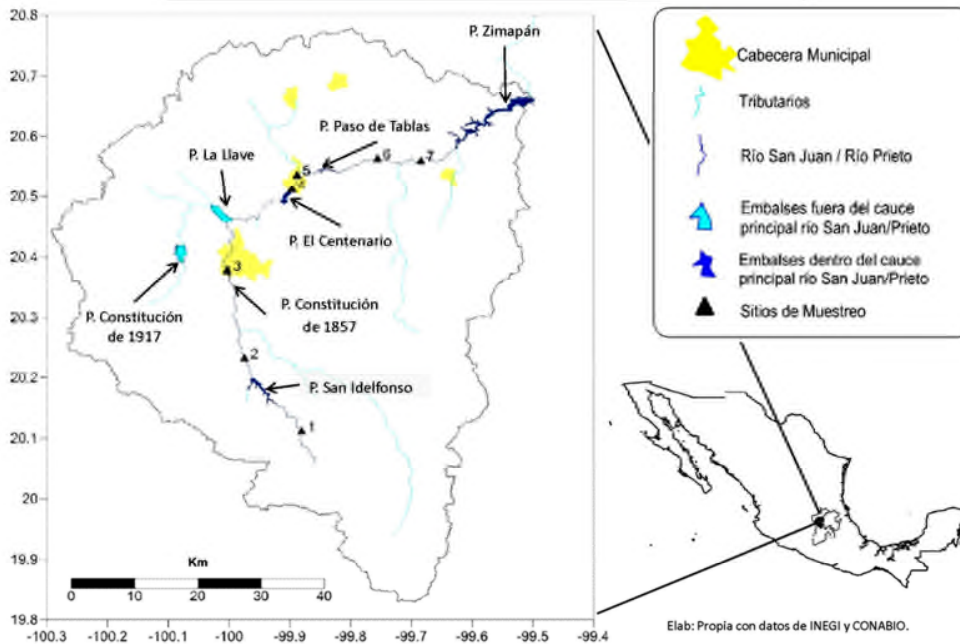 20.8
20.7
20.6
20.5
20.4
20.3
20.2
20.1
20
19.9
19.8
-100.3
-100.2
-100.1
-100
-99.9
-99.8
-99.7
-99.6
-99.5
-99.4
P. Zimapán
P. Paso de Tablas
P. La Llave
P. El Centenario
P. Constitución
de 1917
P. Constitución
de 1857
P. San Idelfonso
1
2
3
4
5
6
7
Km
0 10 20 30 40
Cabecera Municipal
Tributarios
Río San Juan / Río Prieto
Embalses fuera del cauce
principal río San Juan/Prieto
Embalses dentro del cauce
principal río San Juan/Prieto
Sitios de Muestreo
Elab: Propia con datos de INEGI y CONABIO.